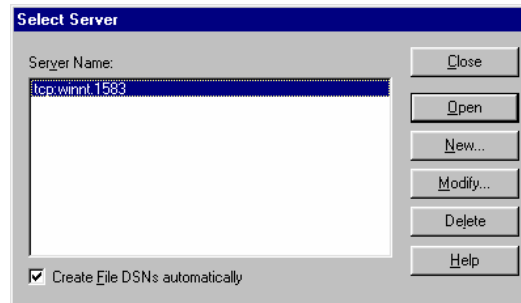 Select Server
Server Name:
tcp:winnt.1583
Create File DSNs automatically
Close
Open
New...
Modify...
Delete
Help